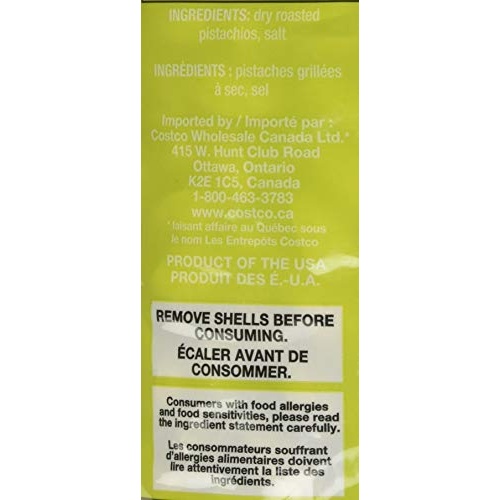 INGREDIENTS: dry roasted
pistachios, salt
INGRÉDIENTS : pistaches grillées
à sec, sel
Imported by / Importé par :
Costco Wholesale Canada Ltd.*
415 W. Hunt Club Road
Ottawa, Ontario
K2E 1C5, Canada
1-800-463-3783
www.costco.ca
*faisant affaire au Québec sous
le nom Les Entrepôts Costco
PRODUCT OF THE USA
PRODUIT DES É.-U.A.
REMOVE SHELLS BEFORE
CONSUMING.
ÉCALER AVANT DE
CONSOMMER.
Consumers with food allergies
and food sensitivities, please read
the ingredient statement carefully.
Les consommateurs souffrant
d'allergies alimentaires doivent
lire attentivement la liste des
ingrédients.